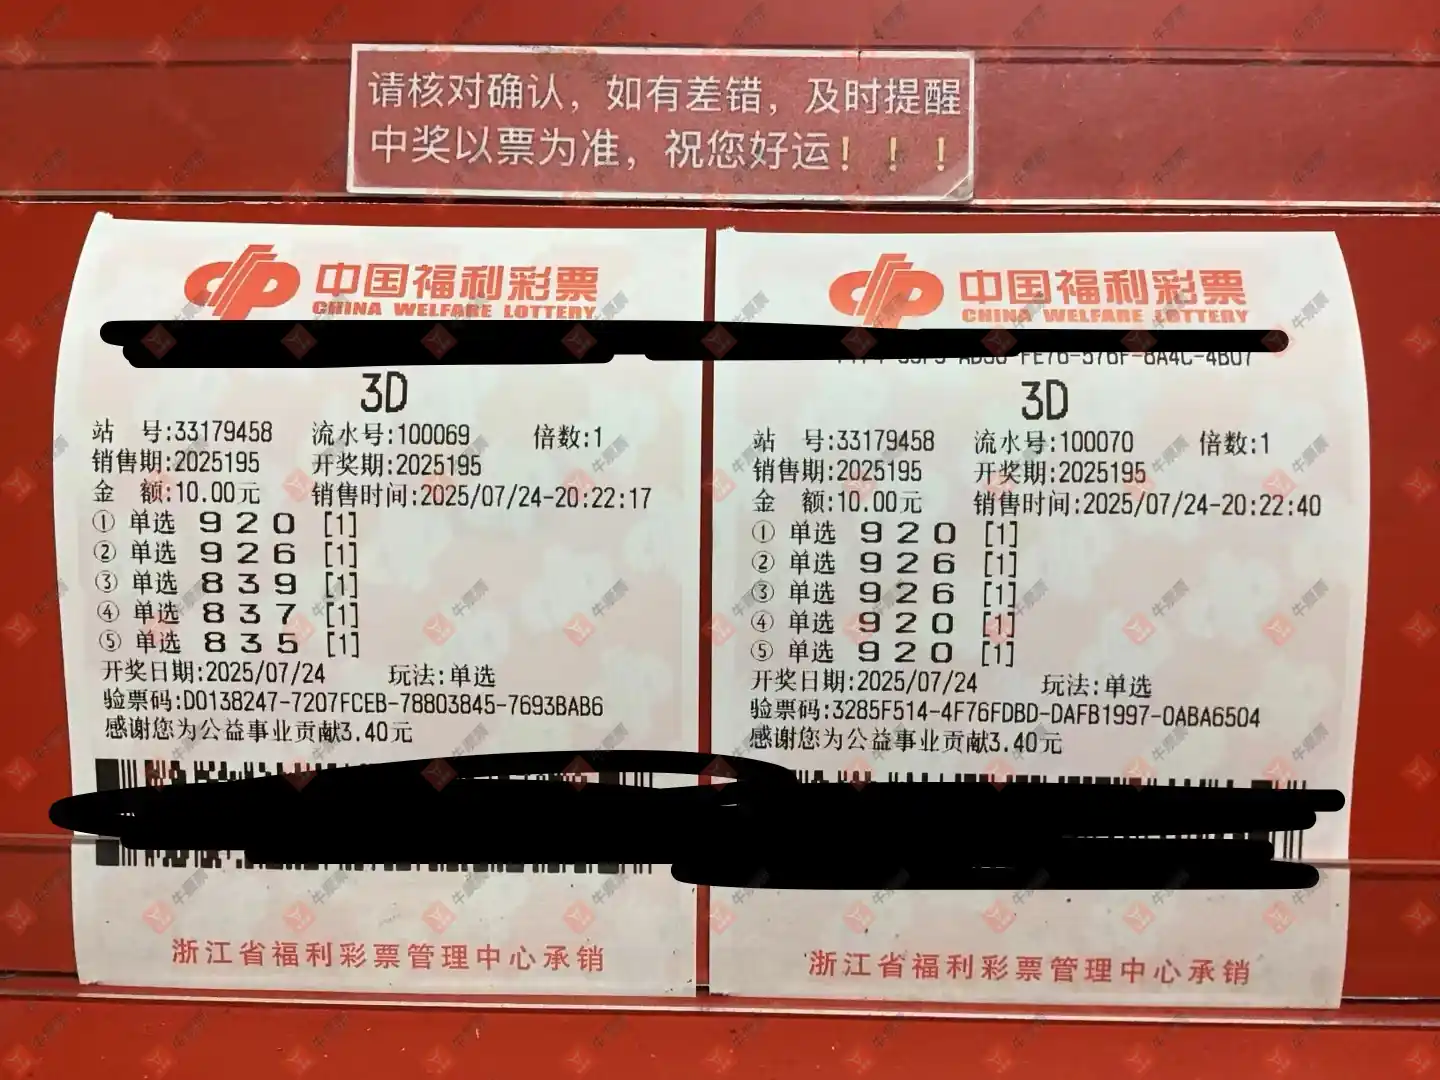 请核对确认，如有差错，及时提醒
中奖以票为准，祝您好运！！！
中国福利彩票
CHINA WELFARE LOTTERY
3D
站 号:33179458 流水号:100069 倍数:1
销售期:2025195 开奖期:2025195
金 额:10.00元 销售时间:2025/07/24-20:22:17
① 单选 9 2 0 [1]
② 单选 9 2 6 [1]
③ 单选 8 3 9 [1]
④ 单选 8 3 7 [1]
⑤ 单选 8 3 5 [1]
开奖日期:2025/07/24 玩法:单选
验票码:D0138247-7207FCEB-78803845-7693BAB6
感谢您为公益事业贡献3.40元
浙江省福利彩票管理中心承销
中国福利彩票
CHINA WELFARE LOTTERY
FE76-576F-8A4C-4B07
3D
站 号:33179458 流水号:100070 倍数:1
销售期:2025195 开奖期:2025195
金 额:10.00元 销售时间:2025/07/24-20:22:40
① 单选 9 2 0 [1]
② 单选 9 2 6 [1]
③ 单选 9 2 6 [1]
④ 单选 9 2 0 [1]
⑤ 单选 9 2 0 [1]
开奖日期:2025/07/24 玩法:单选
验票码:3285F514-4F76FDBD-DAFB1997-0ABA6504
感谢您为公益事业贡献3.40元
浙江省福利彩票管理中心承销